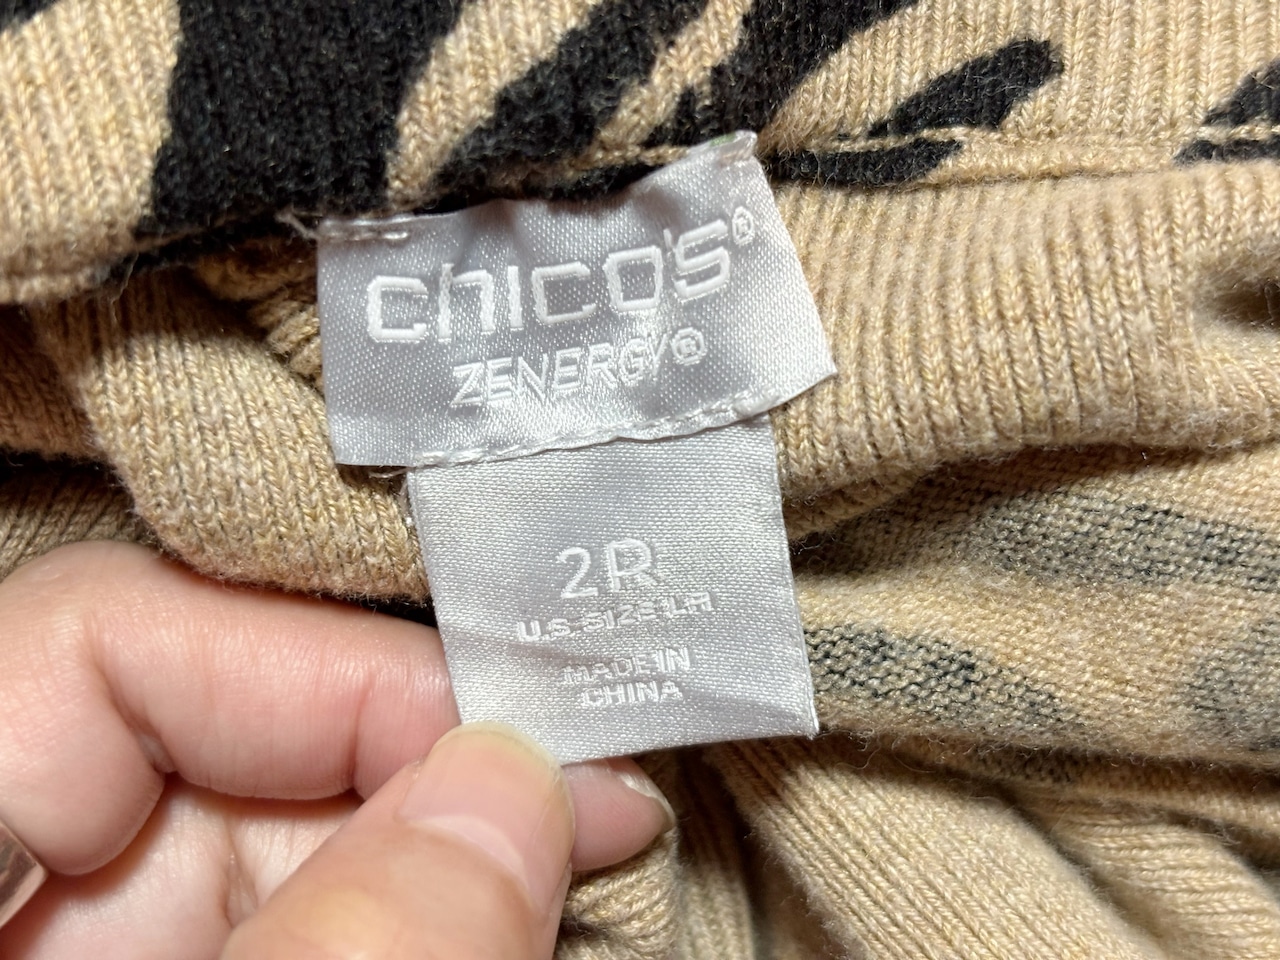 chico's®
ZENERGY®
2R
U.S. SIZE LR
MADE IN
CHINA